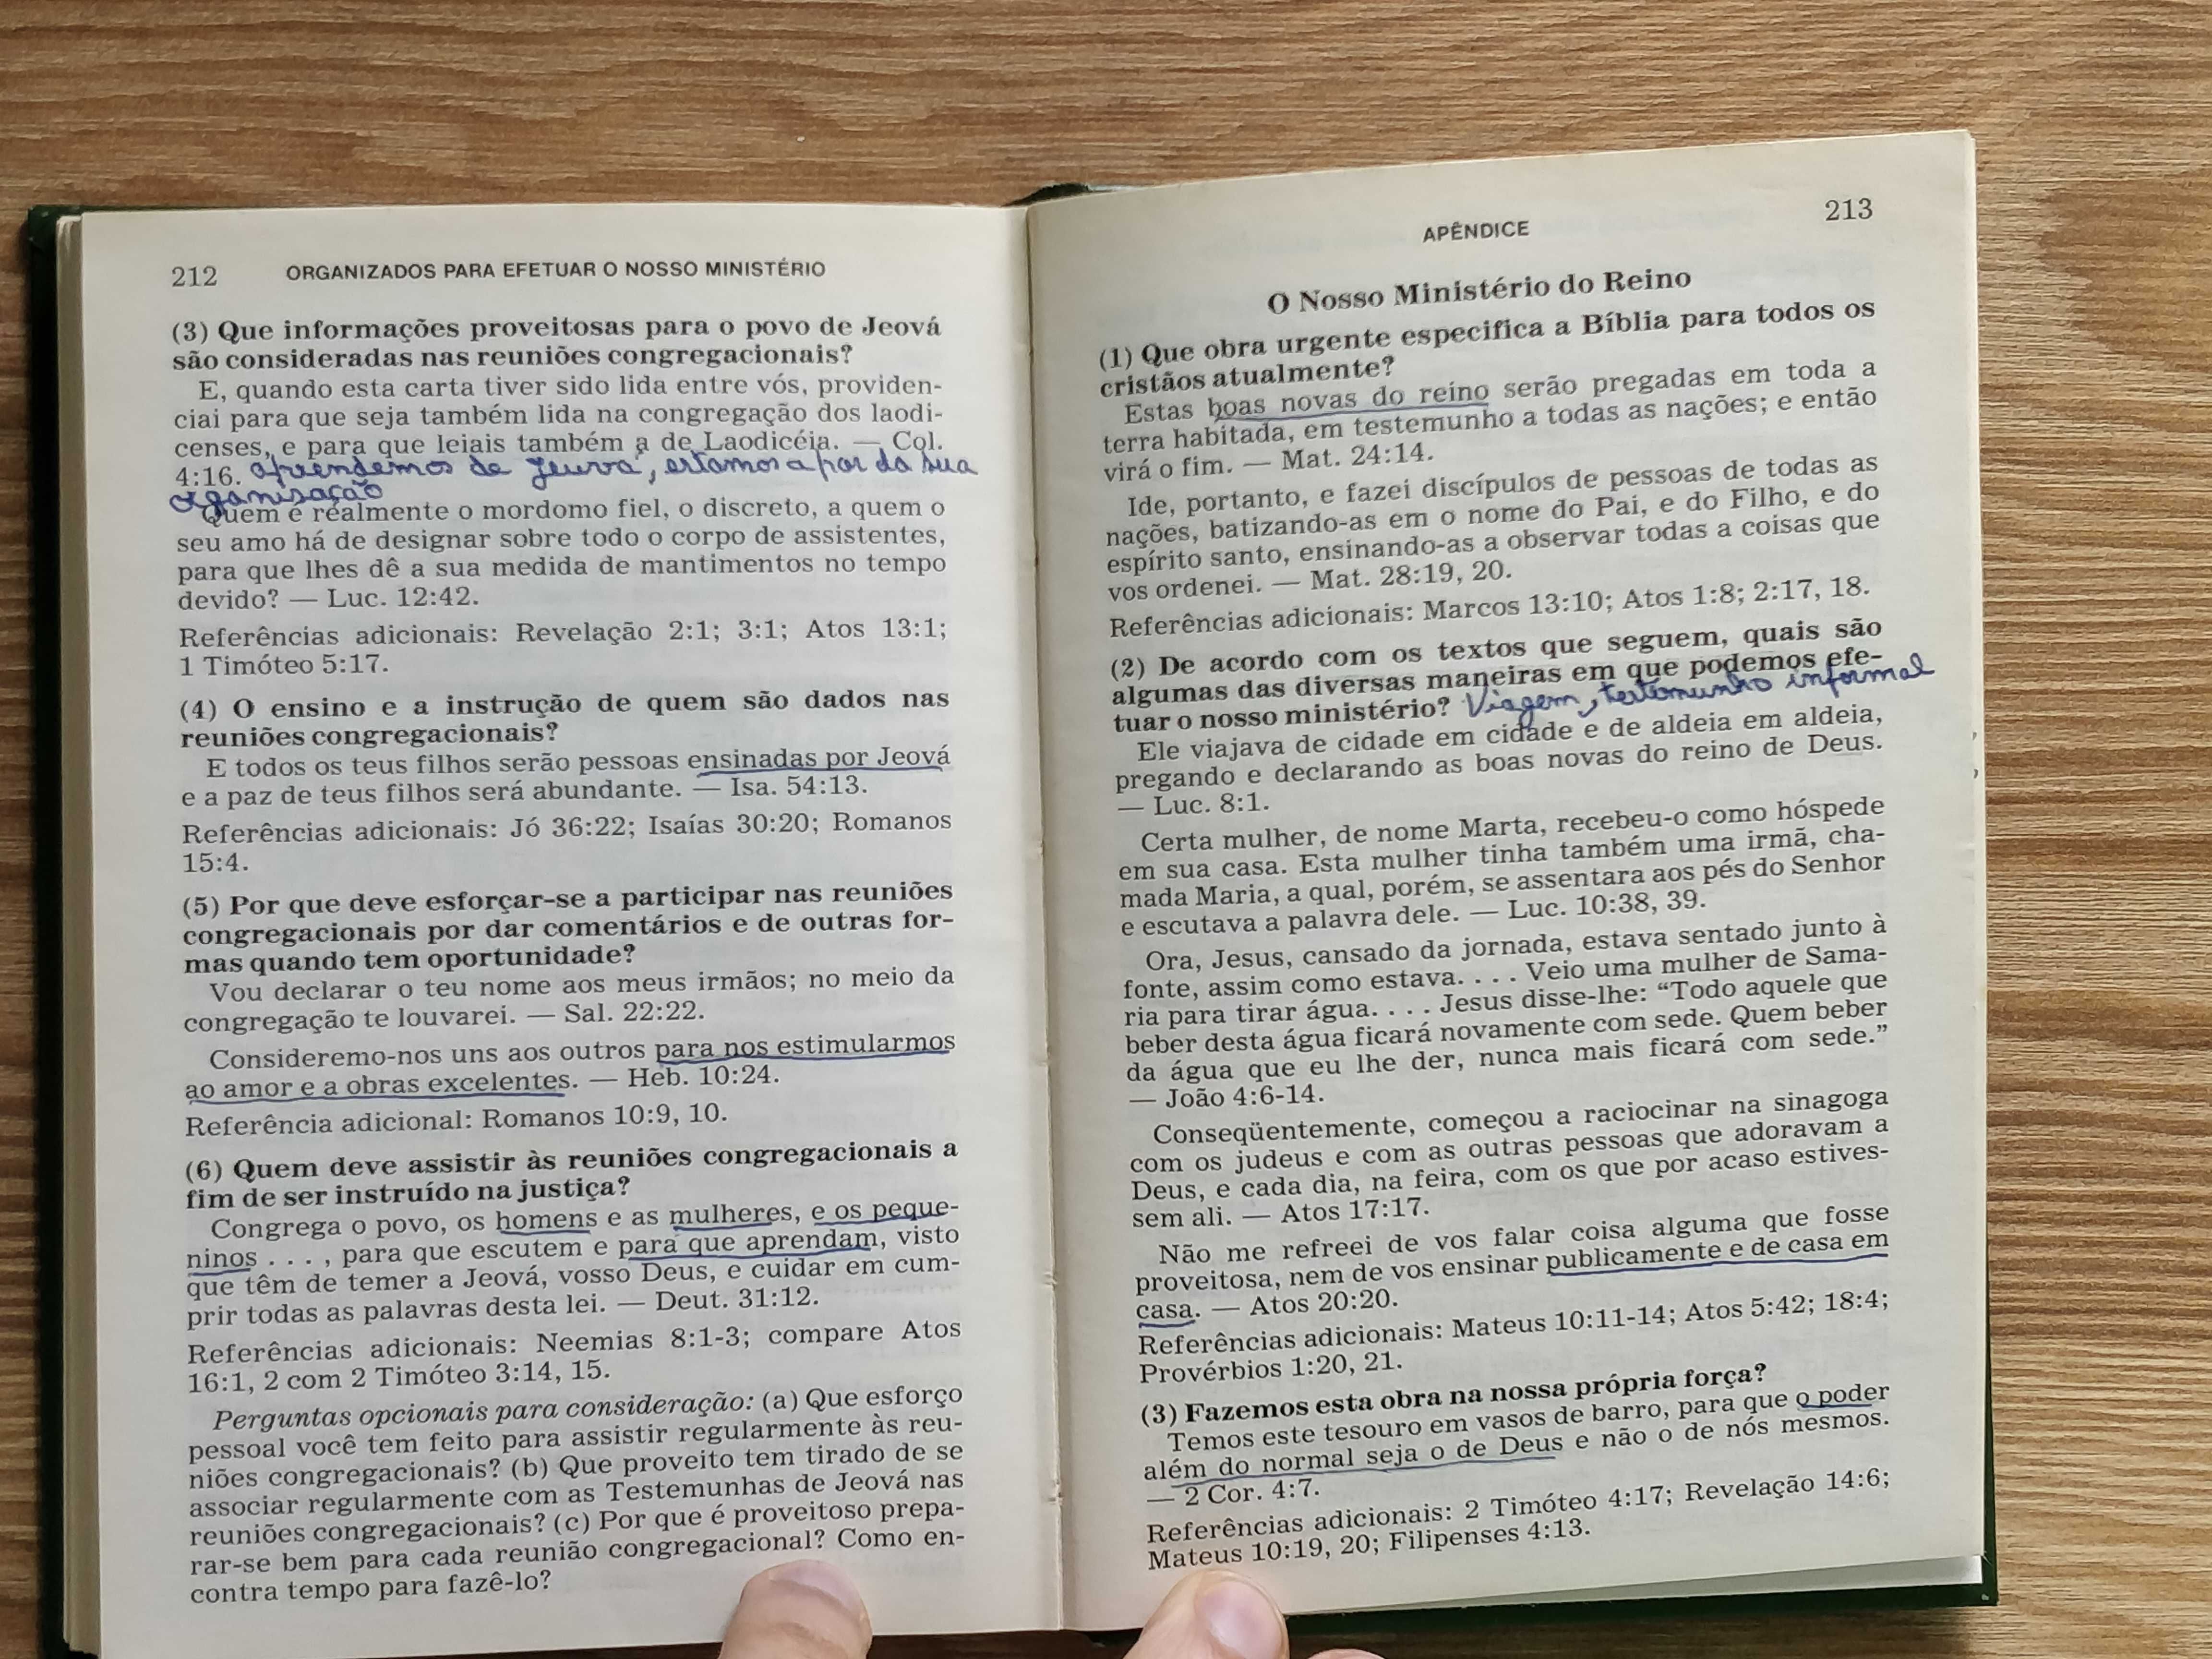 212 ORGANIZADOS PARA EFETUAR O NOSSO MINISTÉRIO
(3) Que informações proveitosas para o povo de Jeová
são consideradas nas reuniões congregacionais?
E, quando esta carta tiver sido lida entre vós, providen-
ciai para que seja também lida na congregação dos laodi-
censes, e para que leiais também a de Laodicéia. — Col.
4:16. aprendemos de Jeová, estamos a par da sua
organisação
Quem é realmente o mordomo fiel, o discreto, a quem o
seu amo há de designar sobre todo o corpo de assistentes,
para que lhes dê a sua medida de mantimentos no tempo
devido? — Luc. 12:42.
Referências adicionais: Revelação 2:1; 3:1; Atos 13:1;
1 Timóteo 5:17.
(4) O ensino e a instrução de quem são dados nas
reuniões congregacionais?
E todos os teus filhos serão pessoas ensinadas por Jeová
e a paz de teus filhos será abundante. — Isa. 54:13.
Referências adicionais: Jó 36:22; Isaías 30:20; Romanos
15:4.
(5) Por que deve esforçar-se a participar nas reuniões
congregacionais por dar comentários e de outras for-
mas quando tem oportunidade?
Vou declarar o teu nome aos meus irmãos; no meio da
congregação te louvarei. — Sal. 22:22.
Consideremo-nos uns aos outros para nos estimularmos
ao amor e a obras excelentes. — Heb. 10:24.
Referência adicional: Romanos 10:9, 10.
(6) Quem deve assistir às reuniões congregacionais a
fim de ser instruído na justiça?
Congrega o povo, os homens e as mulheres, e os peque-
ninos . . . , para que escutem e para que aprendam, visto
que têm de temer a Jeová, vosso Deus, e cuidar em cum-
prir todas as palavras desta lei. — Deut. 31:12.
Referências adicionais: Neemias 8:1-3; compare Atos
16:1, 2 com 2 Timóteo 3:14, 15.
Perguntas opcionais para consideração: (a) Que esforço
pessoal você tem feito para assistir regularmente às reu-
niões congregacionais? (b) Que proveito tem tirado de se
associar regularmente com as Testemunhas de Jeová nas
reuniões congregacionais? (c) Por que é proveitoso prepa-
rar-se bem para cada reunião congregacional? Como en-
contra tempo para fazê-lo?
APÊNDICE 213
O Nosso Ministério do Reino
(1) Que obra urgente especifica a Bíblia para todos os
cristãos atualmente?
Estas boas novas do reino serão pregadas em toda a
terra habitada, em testemunho a todas as nações; e então
virá o fim. — Mat. 24:14.
Ide, portanto, e fazei discípulos de pessoas de todas as
nações, batizando-as em o nome do Pai, e do Filho, e do
espírito santo, ensinando-as a observar todas a coisas que
vos ordenei. — Mat. 28:19, 20.
Referências adicionais: Marcos 13:10; Atos 1:8; 2:17, 18.
(2) De acordo com os textos que seguem, quais são
algumas das diversas maneiras em que podemos efe-
tuar o nosso ministério? Viagem, testemunho informal
Ele viajava de cidade em cidade e de aldeia em aldeia,
pregando e declarando as boas novas do reino de Deus.
— Luc. 8:1.
Certa mulher, de nome Marta, recebeu-o como hóspede
em sua casa. Esta mulher tinha também uma irmã, cha-
mada Maria, a qual, porém, se assentara aos pés do Senhor
e escutava a palavra dele. — Luc. 10:38, 39.
Ora, Jesus, cansado da jornada, estava sentado junto à
fonte, assim como estava. . . . Veio uma mulher de Sama-
ria para tirar água. . . . Jesus disse-lhe: “Todo aquele que
beber desta água ficará novamente com sede. Quem beber
da água que eu lhe der, nunca mais ficará com sede.”
— João 4:6-14.
Conseqüentemente, começou a raciocinar na sinagoga
com os judeus e com as outras pessoas que adoravam a
Deus, e cada dia, na feira, com os que por acaso estives-
sem ali. — Atos 17:17.
Não me refreei de vos falar coisa alguma que fosse
proveitosa, nem de vos ensinar publicamente e de casa em
casa. — Atos 20:20.
Referências adicionais: Mateus 10:11-14; Atos 5:42; 18:4;
Provérbios 1:20, 21.
(3) Fazemos esta obra na nossa própria força?
Temos este tesouro em vasos de barro, para que o poder
além do normal seja o de Deus e não o de nós mesmos.
— 2 Cor. 4:7.
Referências adicionais: 2 Timóteo 4:17; Revelação 14:6;
Mateus 10:19, 20; Filipenses 4:13.